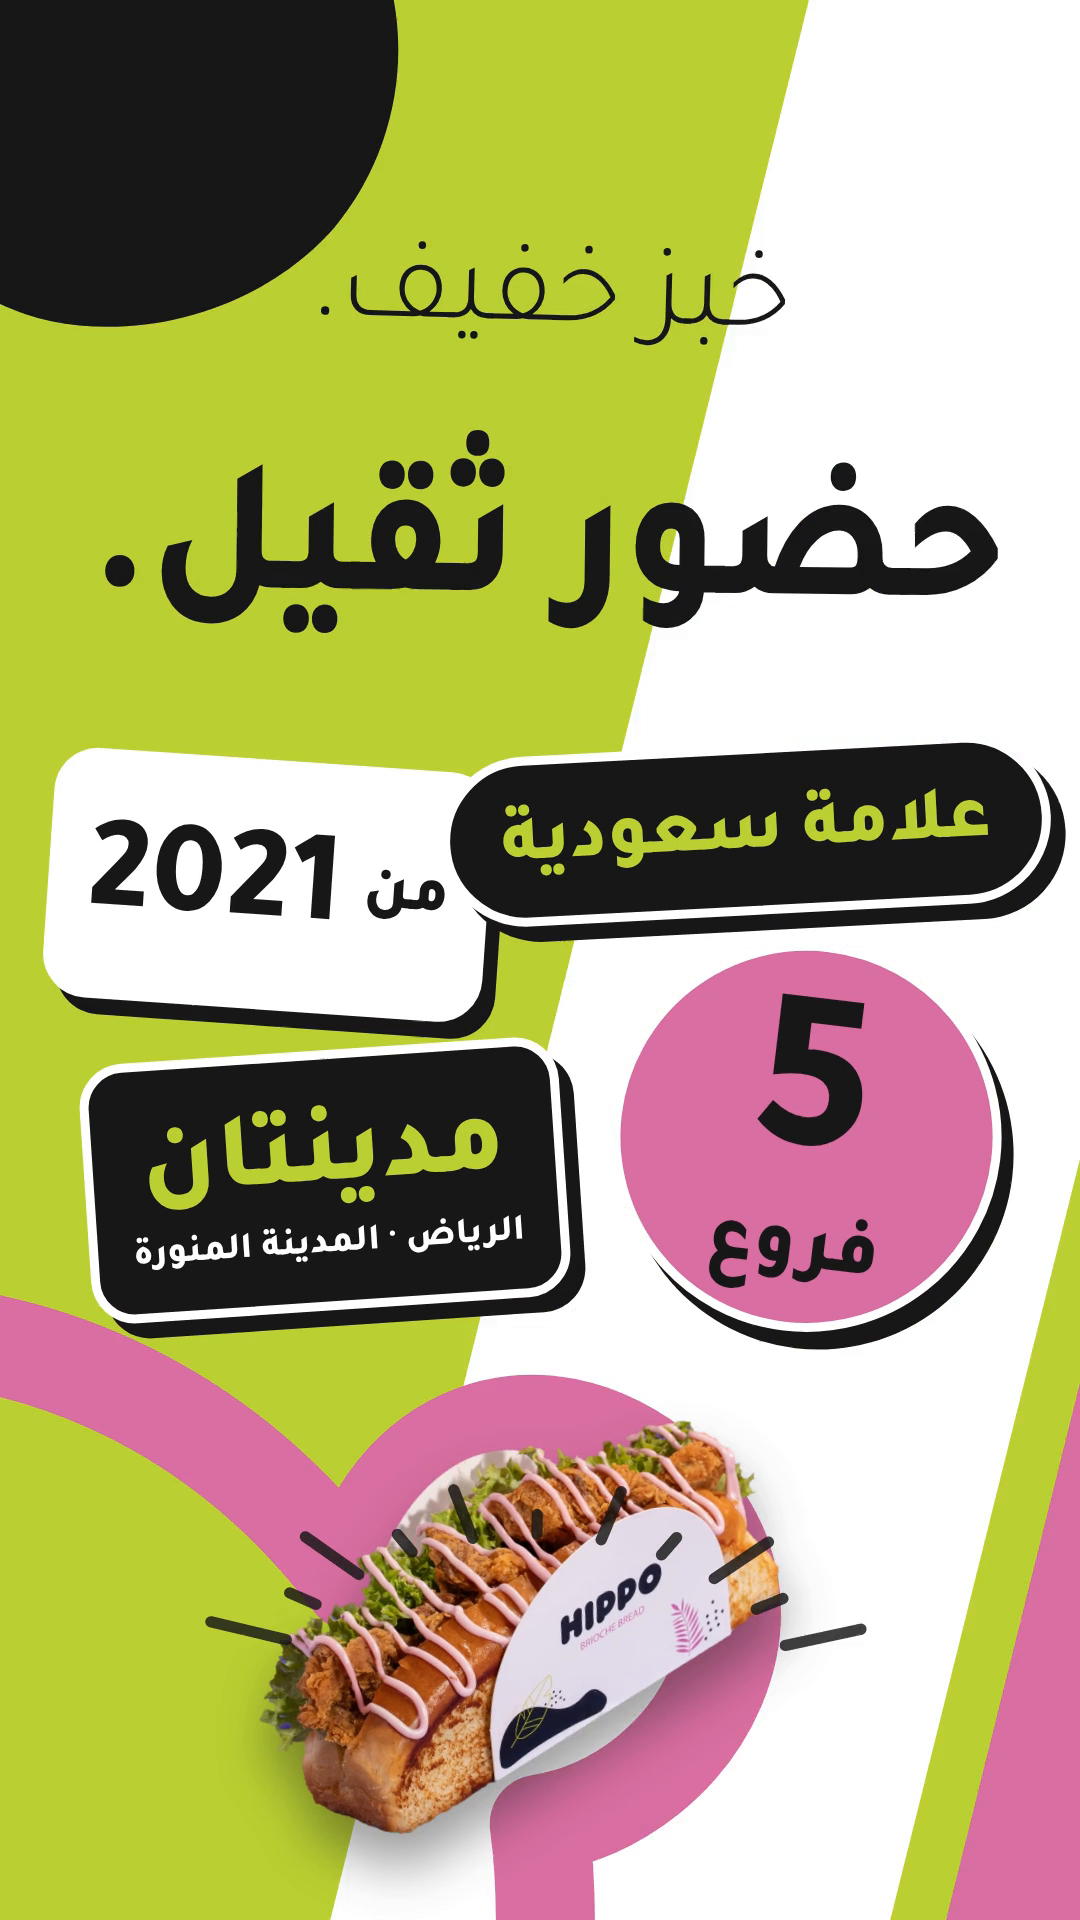 خبز خفيف.
حضور ثقيل.
علامة سعودية
من 2021
5
فروع
مدينتان
الرياض · المدينة المنورة
HIPPO
BRIOCHE BREAD